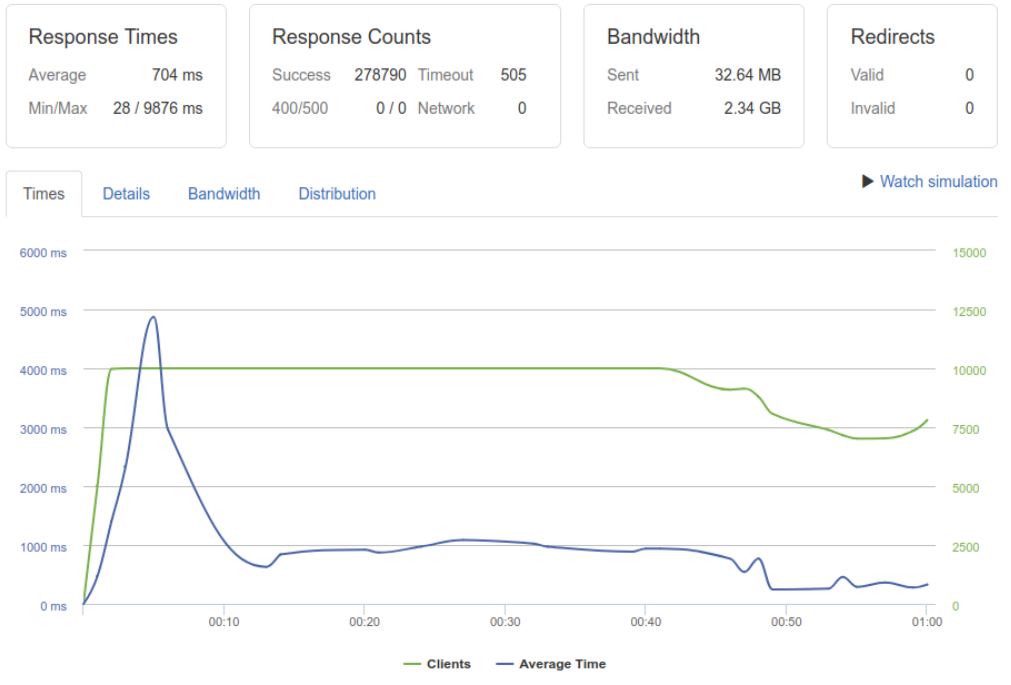 Response Times
Average 704 ms
Min/Max 28 / 9876 ms
Response Counts
Success 278790 Timeout 505
400/500 0 / 0 Network 0
Bandwidth
Sent 32.64 MB
Received 2.34 GB
Redirects
Valid 0
Invalid 0
Times Details Bandwidth Distribution
Watch simulation
6000 ms 15000
5000 ms 12500
4000 ms 10000
3000 ms 7500
2000 ms 5000
1000 ms 2500
0 ms 0
00:10 00:20 00:30 00:40 00:50 01:00
Clients Average Time